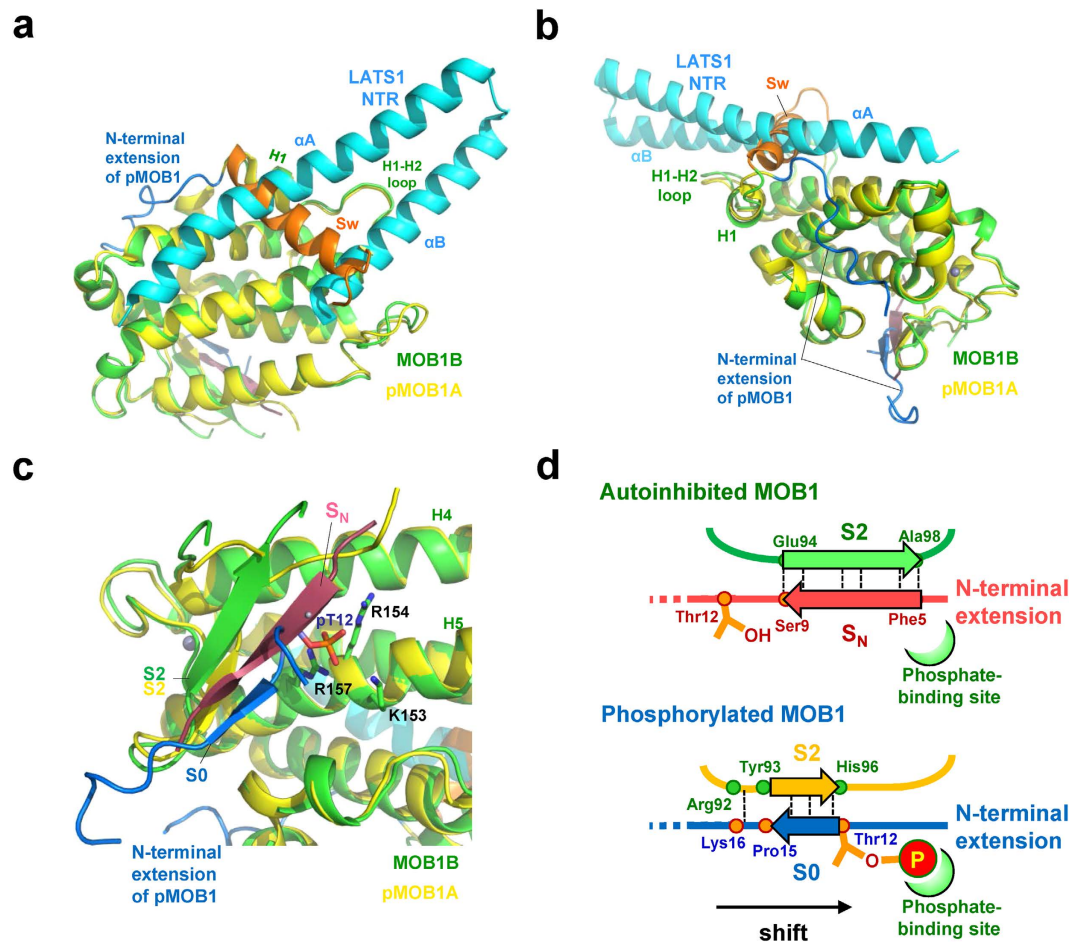 a
LATS1
NTR
N-terminal
extension
of pMOB1
H1
αA
H1-H2
loop
Sw
αB
MOB1B
pMOB1A
b
LATS1
NTR
Sw
αA
αB
H1-H2
loop
H1
N-terminal
extension
of pMOB1
MOB1B
pMOB1A
c
SN
H4
pT12
R154
H5
S2
S2
R157
K153
S0
N-terminal
extension
of pMOB1
MOB1B
pMOB1A
d
Autoinhibited MOB1
S2
Glu94
Ala98
N-terminal
extension
Thr12
OH
Ser9
SN
Phe5
Phosphate-
binding site
Phosphorylated MOB1
S2
Tyr93
His96
Arg92
N-terminal
extension
Lys16
Pro15
Thr12
S0
O
P
Phosphate-
binding site
shift